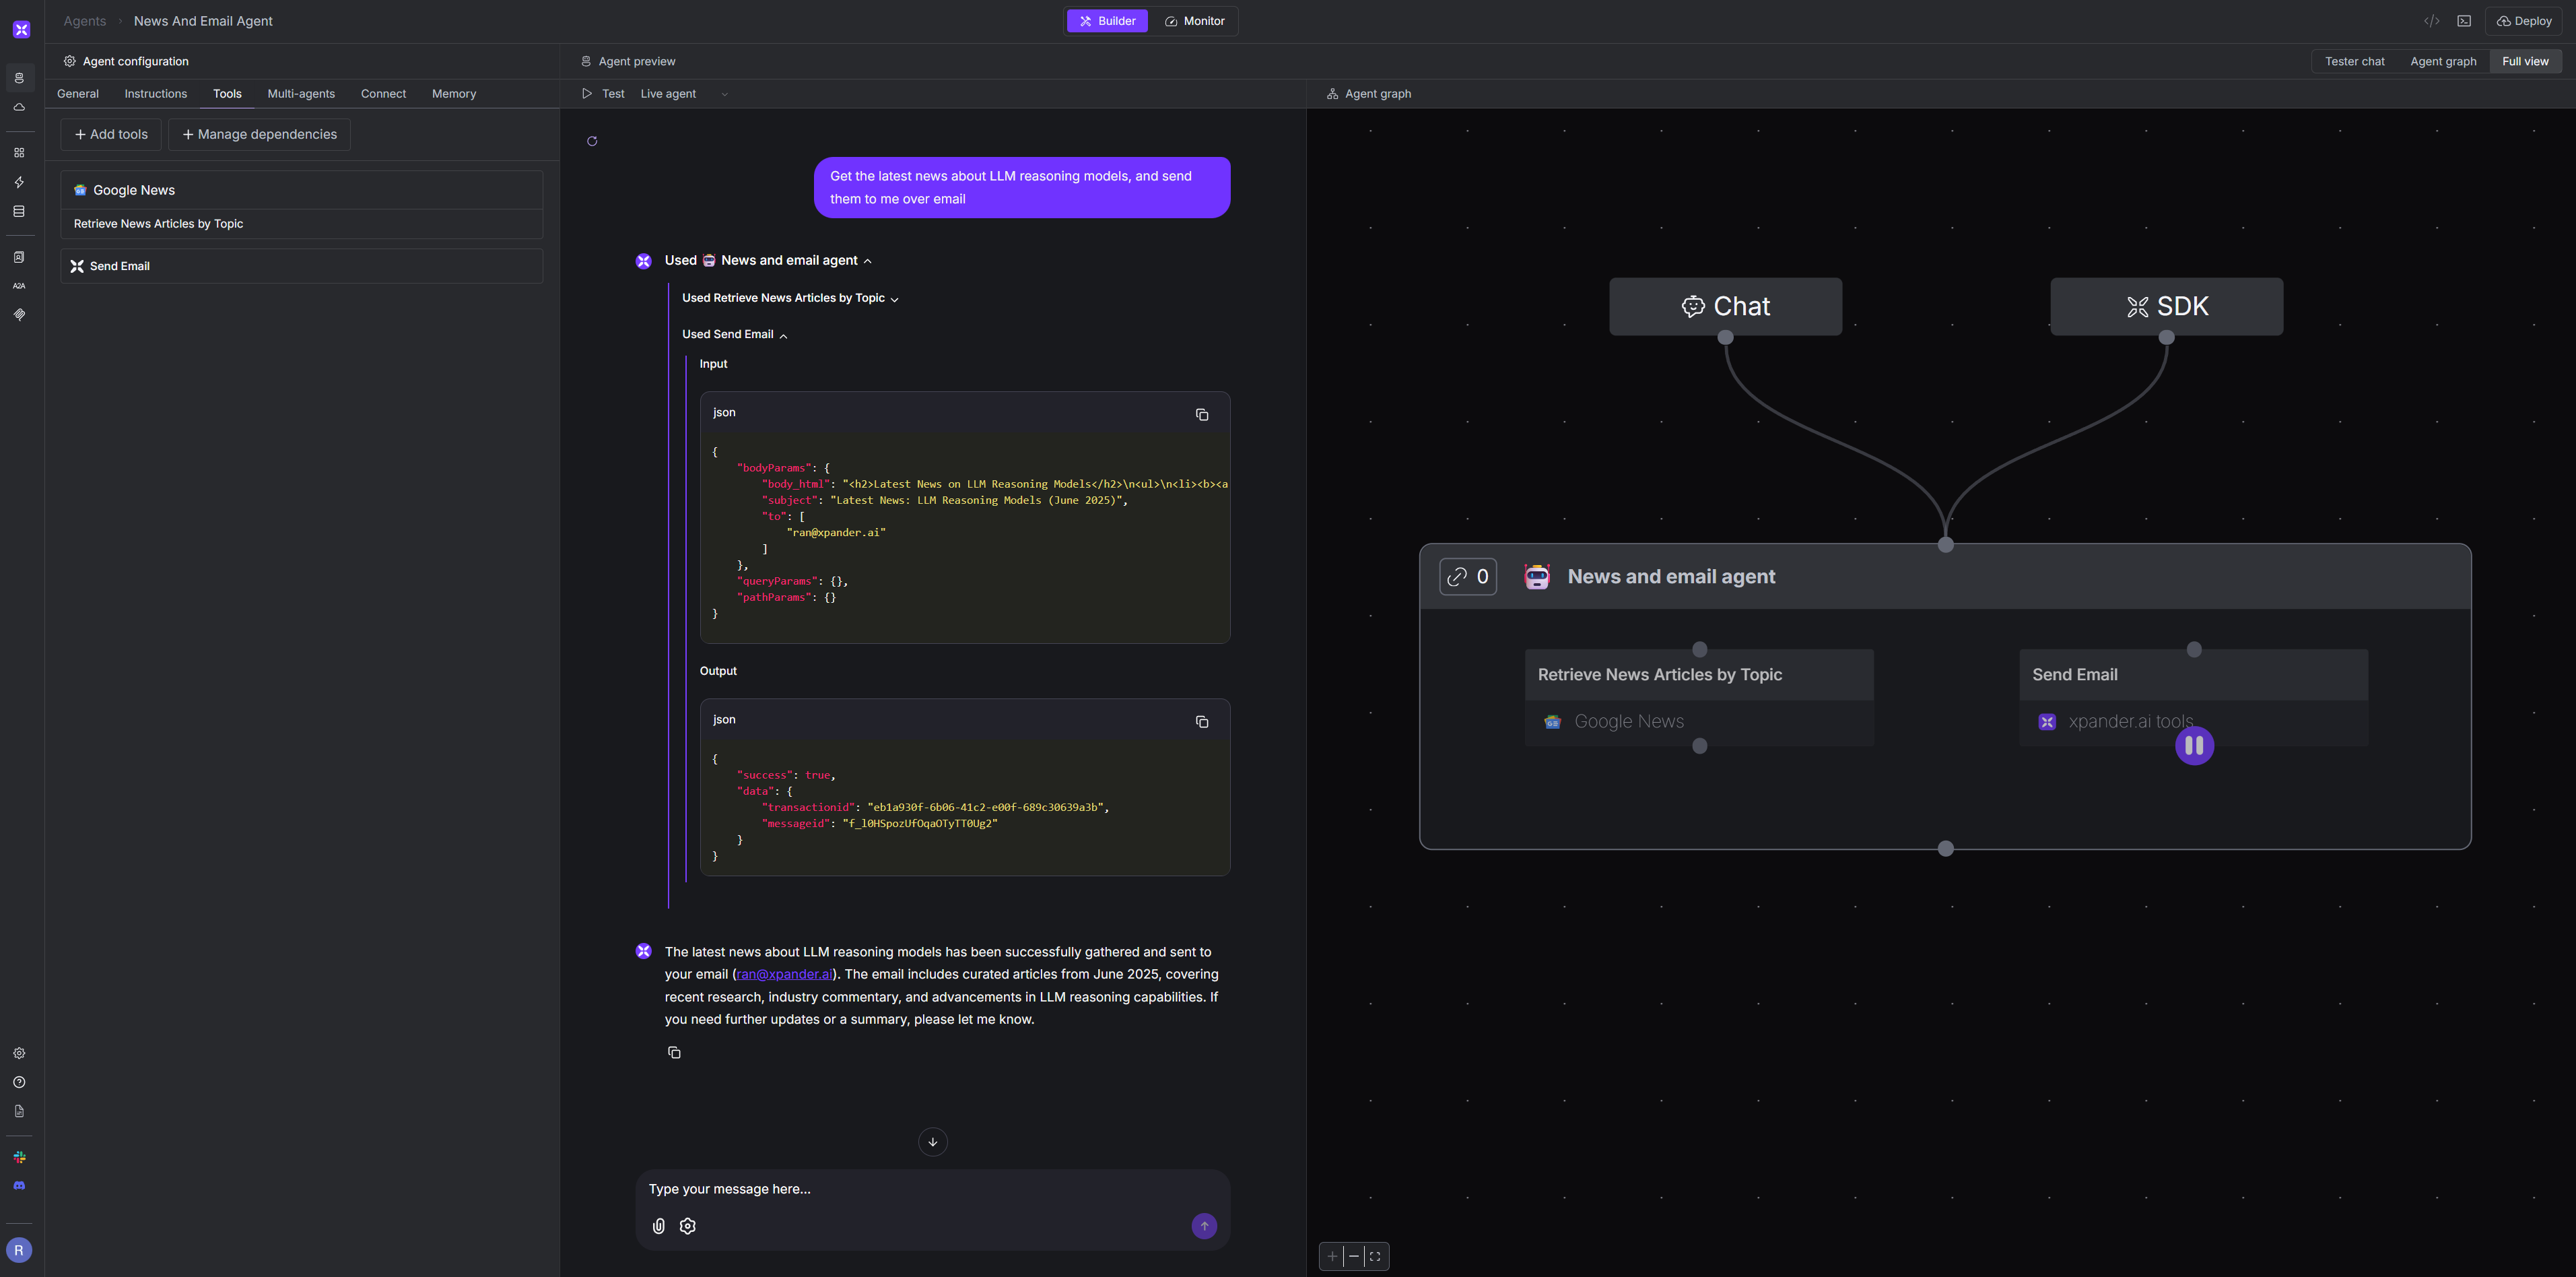 Agents › News And Email Agent
Builder
Monitor
Deploy
Agent configuration
General
Instructions
Tools
Multi-agents
Connect
Memory
+ Add tools
+ Manage dependencies
Google News
Retrieve News Articles by Topic
Send Email
A2A
R
Agent preview
Tester chat
Agent graph
Full view
Test
Live agent
Get the latest news about LLM reasoning models, and send
them to me over email
Used News and email agent
Used Retrieve News Articles by Topic
Used Send Email
Input
json
{
"bodyParams": {
"body_html": "<h2>Latest News on LLM Reasoning Models</h2>\n<ul>\n<li><b><a
"subject": "Latest News: LLM Reasoning Models (June 2025)",
"to": [
"ran@xpander.ai"
]
},
"queryParams": {},
"pathParams": {}
}
Output
json
{
"success": true,
"data": {
"transactionid": "eb1a930f-6b06-41c2-e00f-689c30639a3b",
"messageid": "f_l0HSpozUfOqaOTyTT0Ug2"
}
}
The latest news about LLM reasoning models has been successfully gathered and sent to
your email (ran@xpander.ai). The email includes curated articles from June 2025, covering
recent research, industry commentary, and advancements in LLM reasoning capabilities. If
you need further updates or a summary, please let me know.
Type your message here...
Agent graph
Chat
SDK
0
News and email agent
Retrieve News Articles by Topic
Google News
Send Email
xpander.ai tools